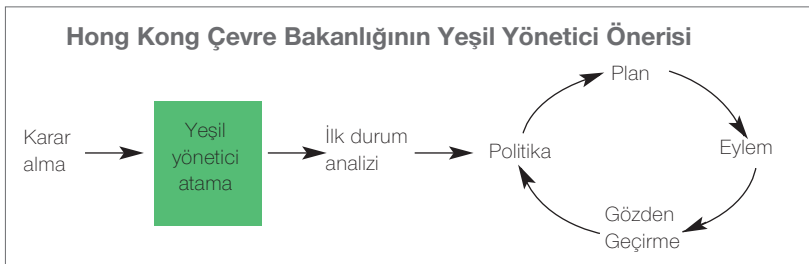 Hong Kong Çevre Bakanlığının Yeşil Yönetici Önerisi
Karar
alma
Yeşil
yönetici
atama
İlk durum
analizi
Politika
Plan
Eylem
Gözden
Geçirme